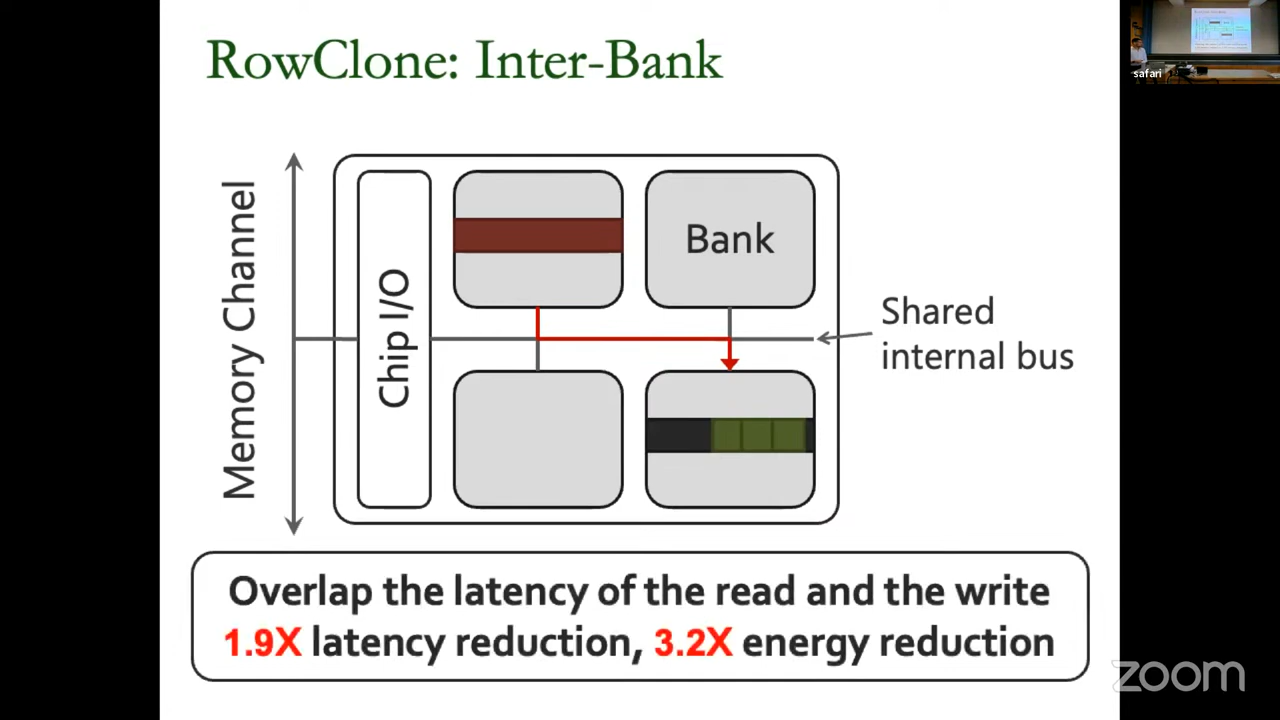 RowClone: Inter-Bank
safari
Memory Channel
Chip I/O
Bank
Shared
internal bus
Overlap the latency of the read and the write
1.9X latency reduction, 3.2X energy reduction
zoom